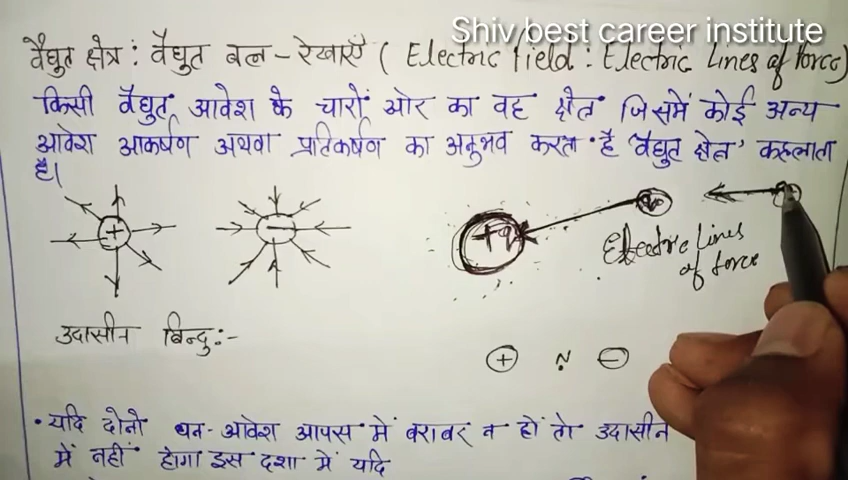 Shiv best career institute
वैद्युत क्षेत्र : वैद्युत बल - रेखाएँ ( Electric field : Electric Lines of force)
किसी वैद्युत आवेश के चारों ओर का वह क्षेत्र जिसमें कोई अन्य
आवेश आकर्षण अथवा प्रतिकर्षण का अनुभव करता है 'वैद्युत क्षेत्र' कहलाता
है।
+
-
+q
Electric lines
of force
उदासीन बिन्दु:-
+ N -
• यदि दोनो धन-आवेश आपस में बराबर न हों तो उदासीन
में नहीं होगा इस दशा में यदि